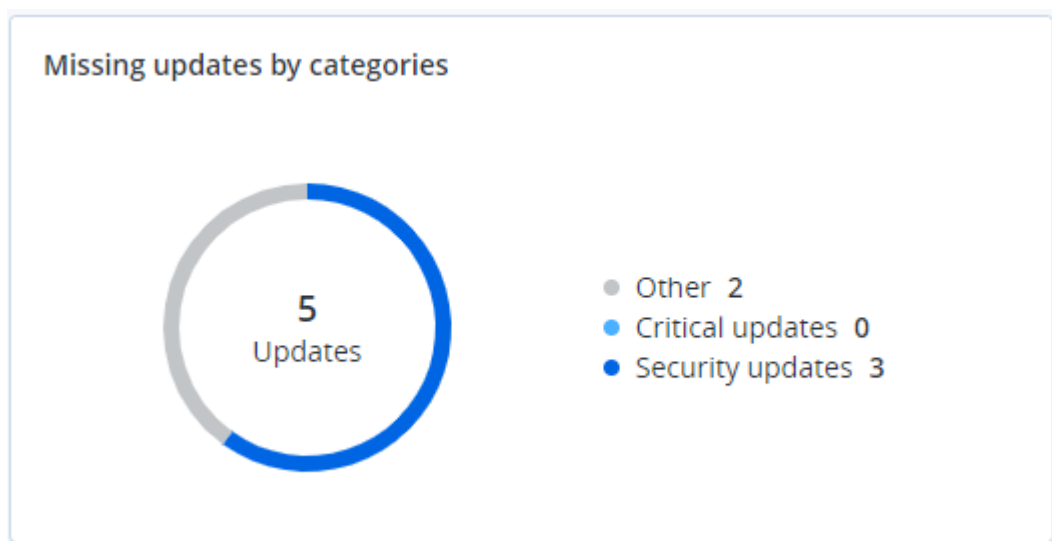 Missing updates by categories
5
Updates
Other 2
Critical updates 0
Security updates 3